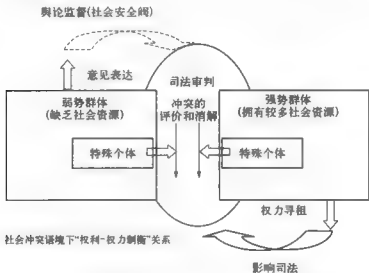 舆论监督(社会安全阀)
意见表达
司法审判
弱势群体
(缺乏社会资源)
冲突的
评价和消解
强势群体
(拥有较多社会资源)
特殊个体
特殊个体
权力寻租
社会冲突语境下“权利-权力制衡”关系
影响司法